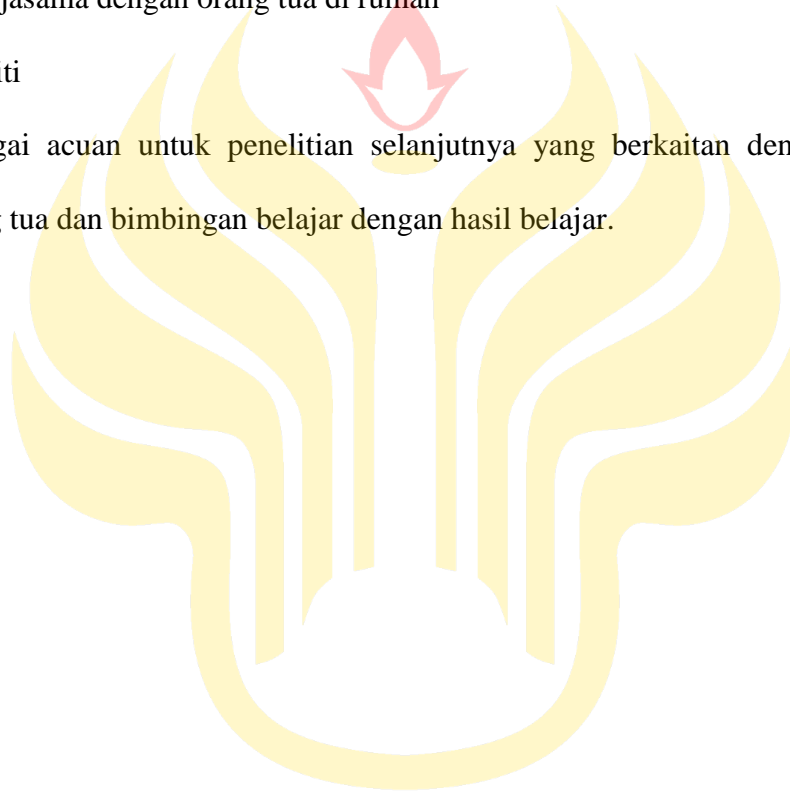 jasama dengan orang tua di rumah
iti
gai acuan untuk penelitian selanjutnya yang berkaitan den
g tua dan bimbingan belajar dengan hasil belajar.